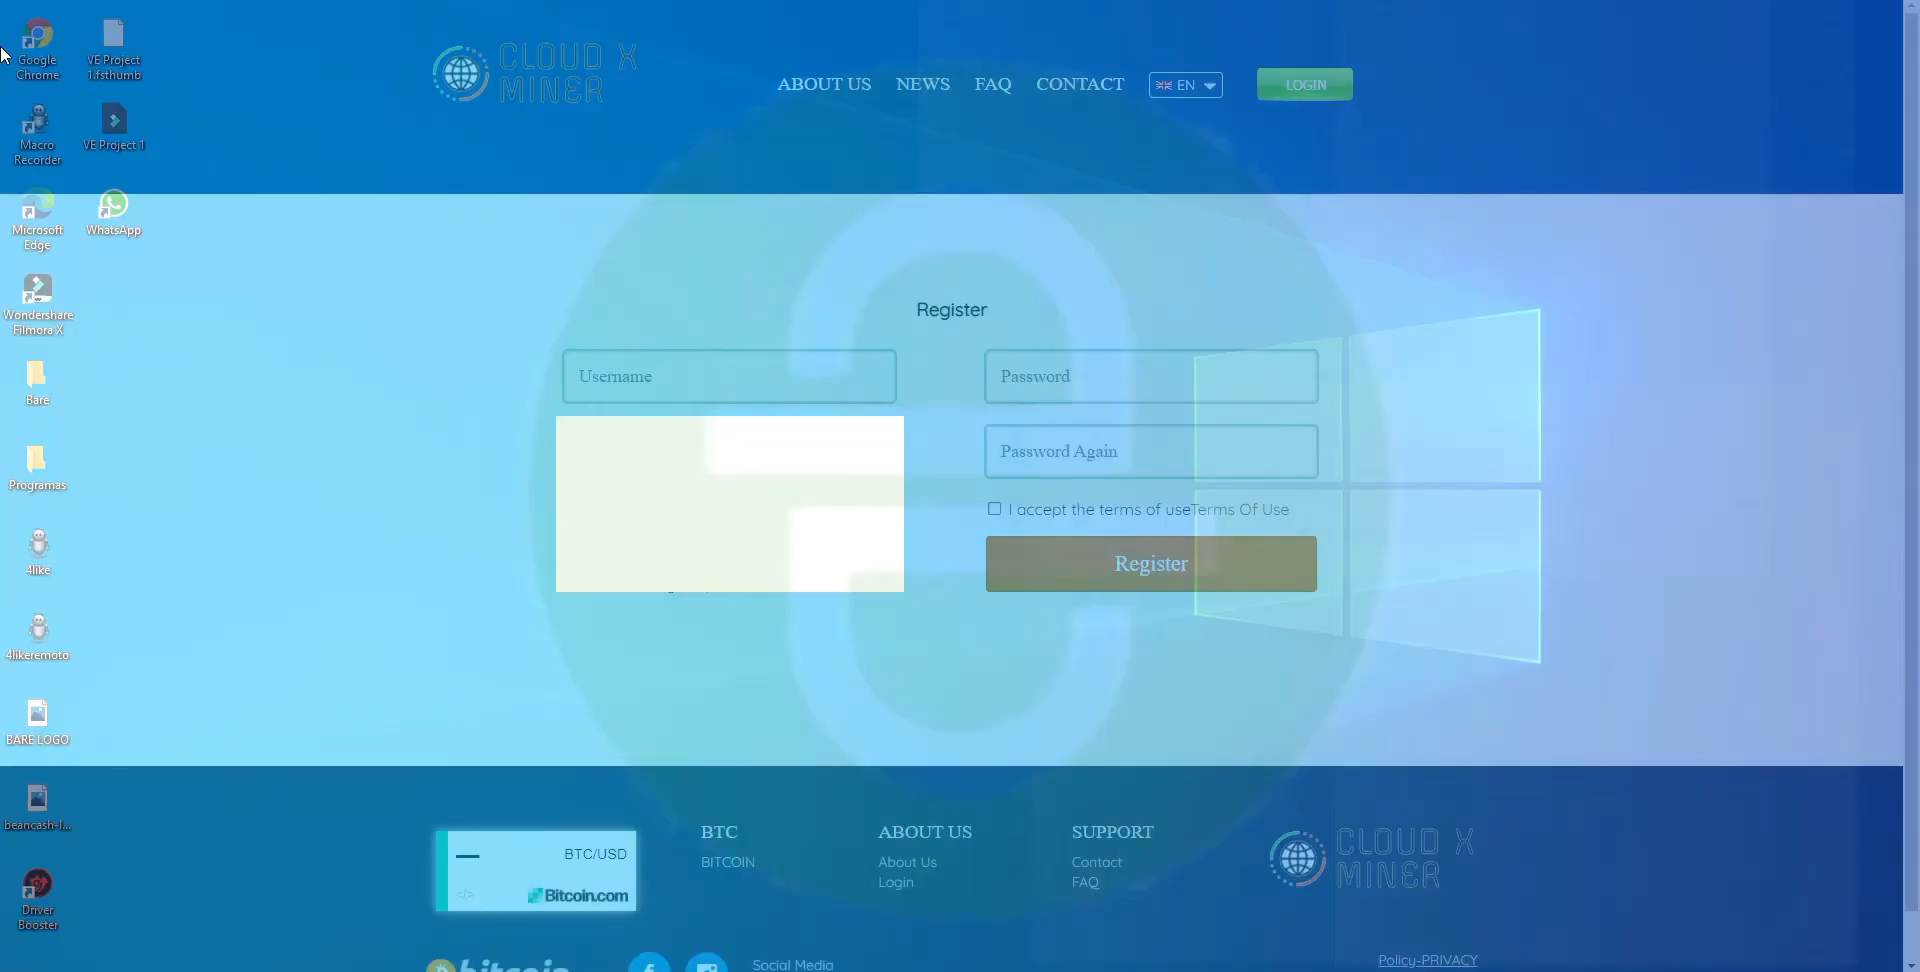 Google
Chrome
VE Project
1.fsthumb
Macro
Recorder
VE Project 1
Microsoft
Edge
WhatsApp
Wondershare
Filmora X
Bare
Programas
4like
4likeremoto
BARE LOGO
beancash-l...
Driver
Booster
CLOUD X
MINER
ABOUT US
NEWS
FAQ
CONTACT
EN
LOGIN
Register
Username
Password
Password Again
I accept the terms of useTerms Of Use
Register
BTC/USD
</>
Bitcoin.com
BTC
BITCOIN
ABOUT US
About Us
Login
SUPPORT
Contact
FAQ
CLOUD X
MINER
bitcoin
Social Media
Policy-PRIVACY